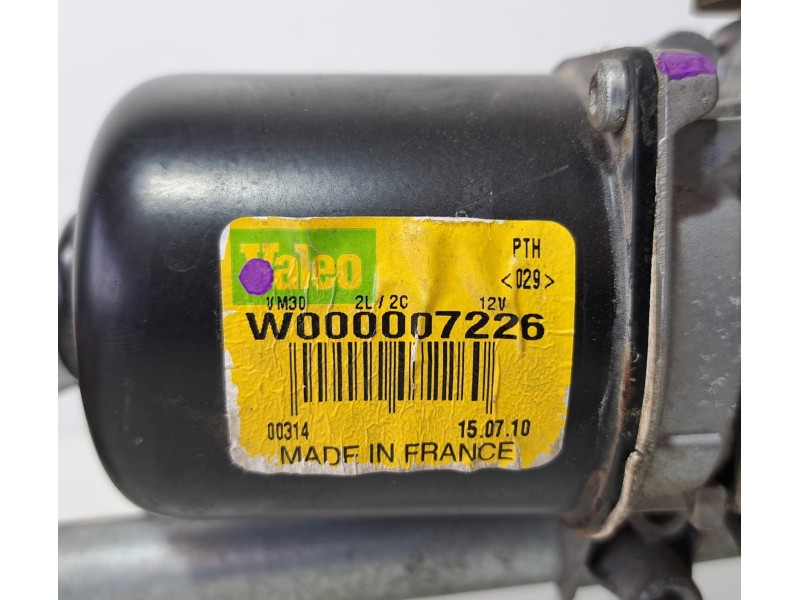 Valeo
PTH
<029>
VM30 2L/2C 12V
W000007226
00314 15.07.10
MADE IN FRANCE